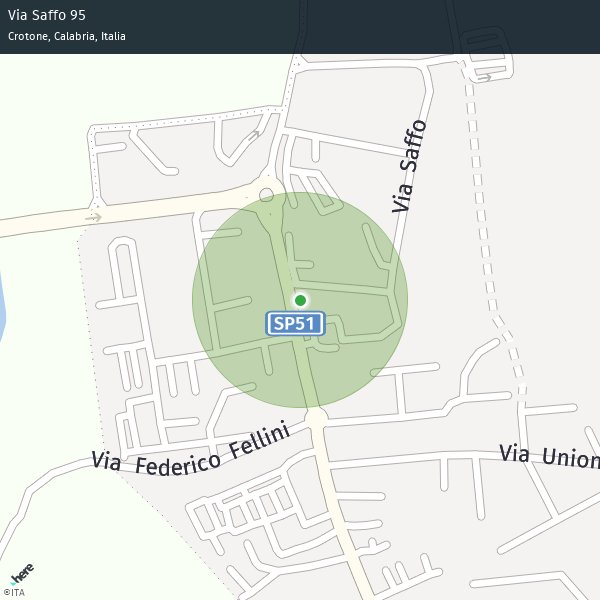 Via Saffo 95
Crotone, Calabria, Italia
Via Saffo
SP51
Via Federico Fellini
Via Union
here
©ITA